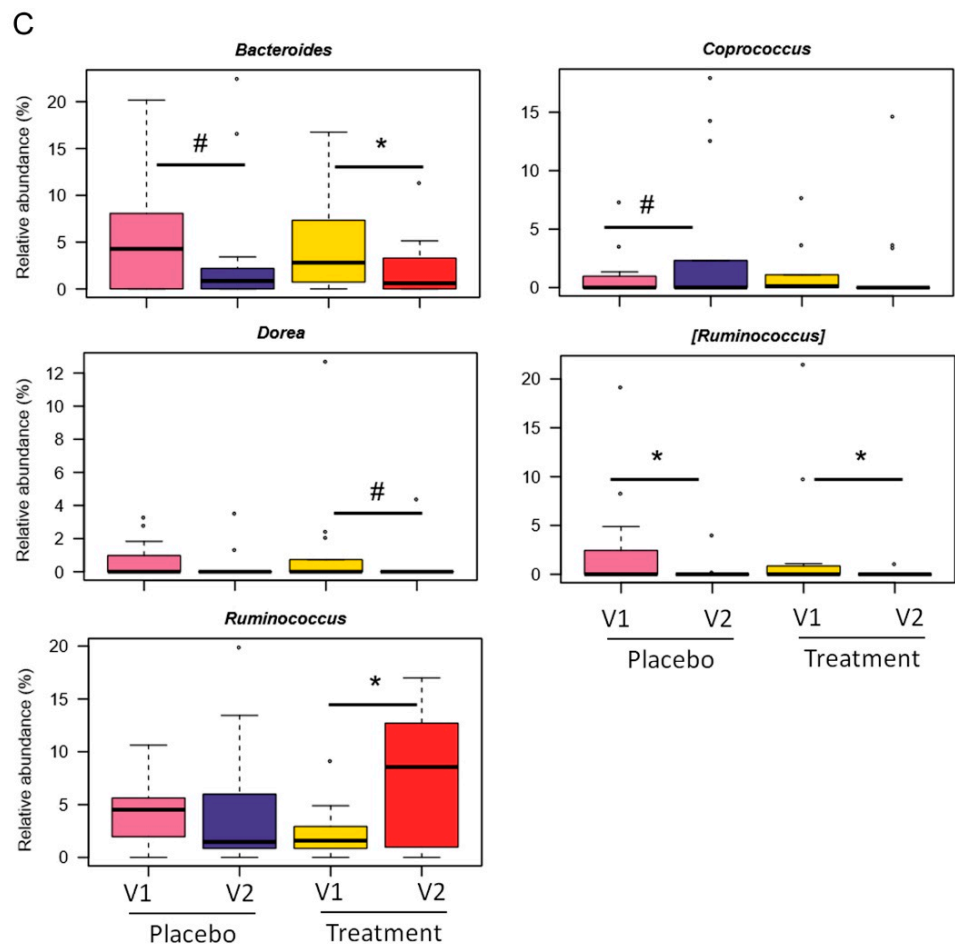 C
Bacteroides
Relative abundance (%)
20
15
10
5
0
#
*
Coprococcus
15
10
5
0
#
Dorea
Relative abundance (%)
12
10
8
6
4
2
0
#
[Ruminococcus]
20
15
10
5
0
*
*
V1 V2 V1 V2
Placebo Treatment
Ruminococcus
Relative abundance (%)
20
15
10
5
0
*
V1 V2 V1 V2
Placebo Treatment